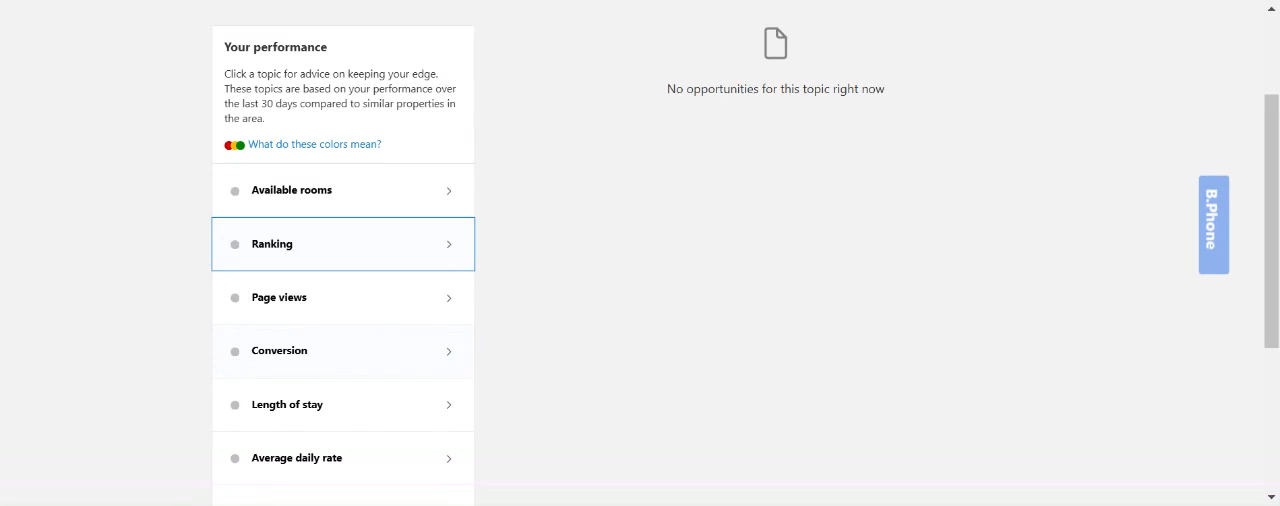 Your performance
Click a topic for advice on keeping your edge.
These topics are based on your performance over
the last 30 days compared to similar properties in
the area.
What do these colors mean?
Available rooms
Ranking
Page views
Conversion
Length of stay
Average daily rate
No opportunities for this topic right now
B.Phone